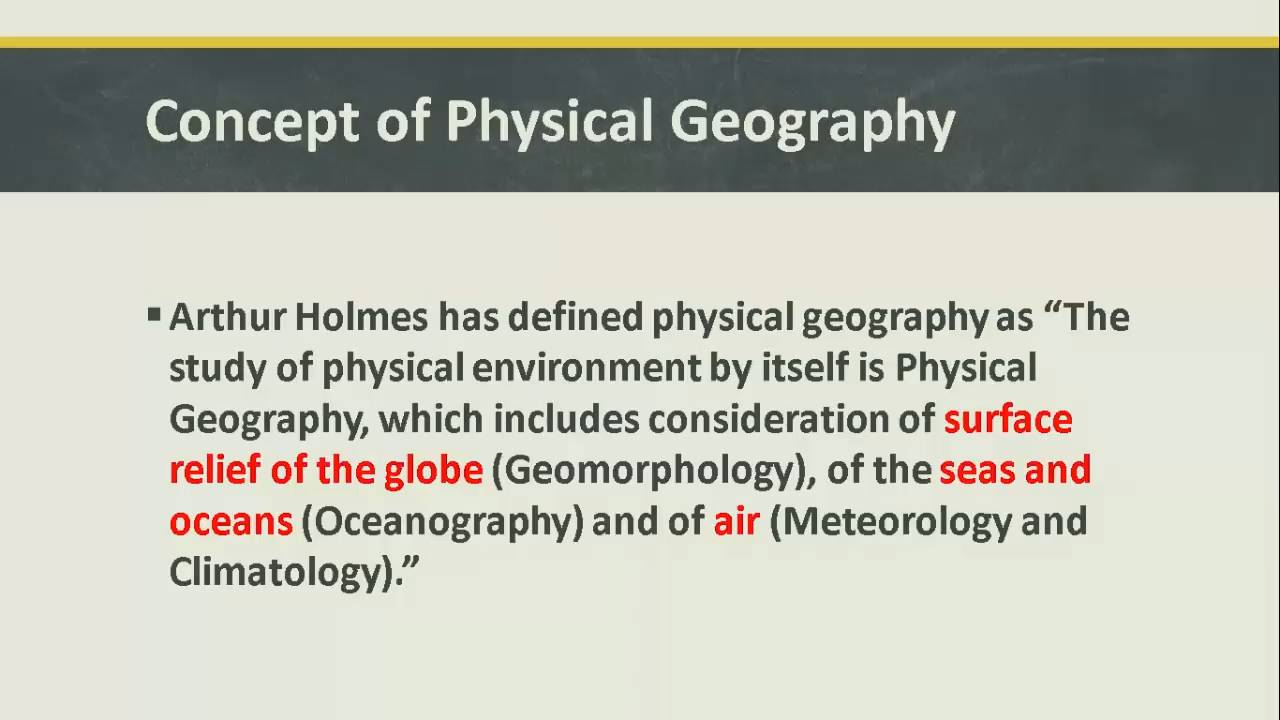 Concept of Physical Geography
▪ Arthur Holmes has defined physical geography as “The
study of physical environment by itself is Physical
Geography, which includes consideration of surface
relief of the globe (Geomorphology), of the seas and
oceans (Oceanography) and of air (Meteorology and
Climatology).”